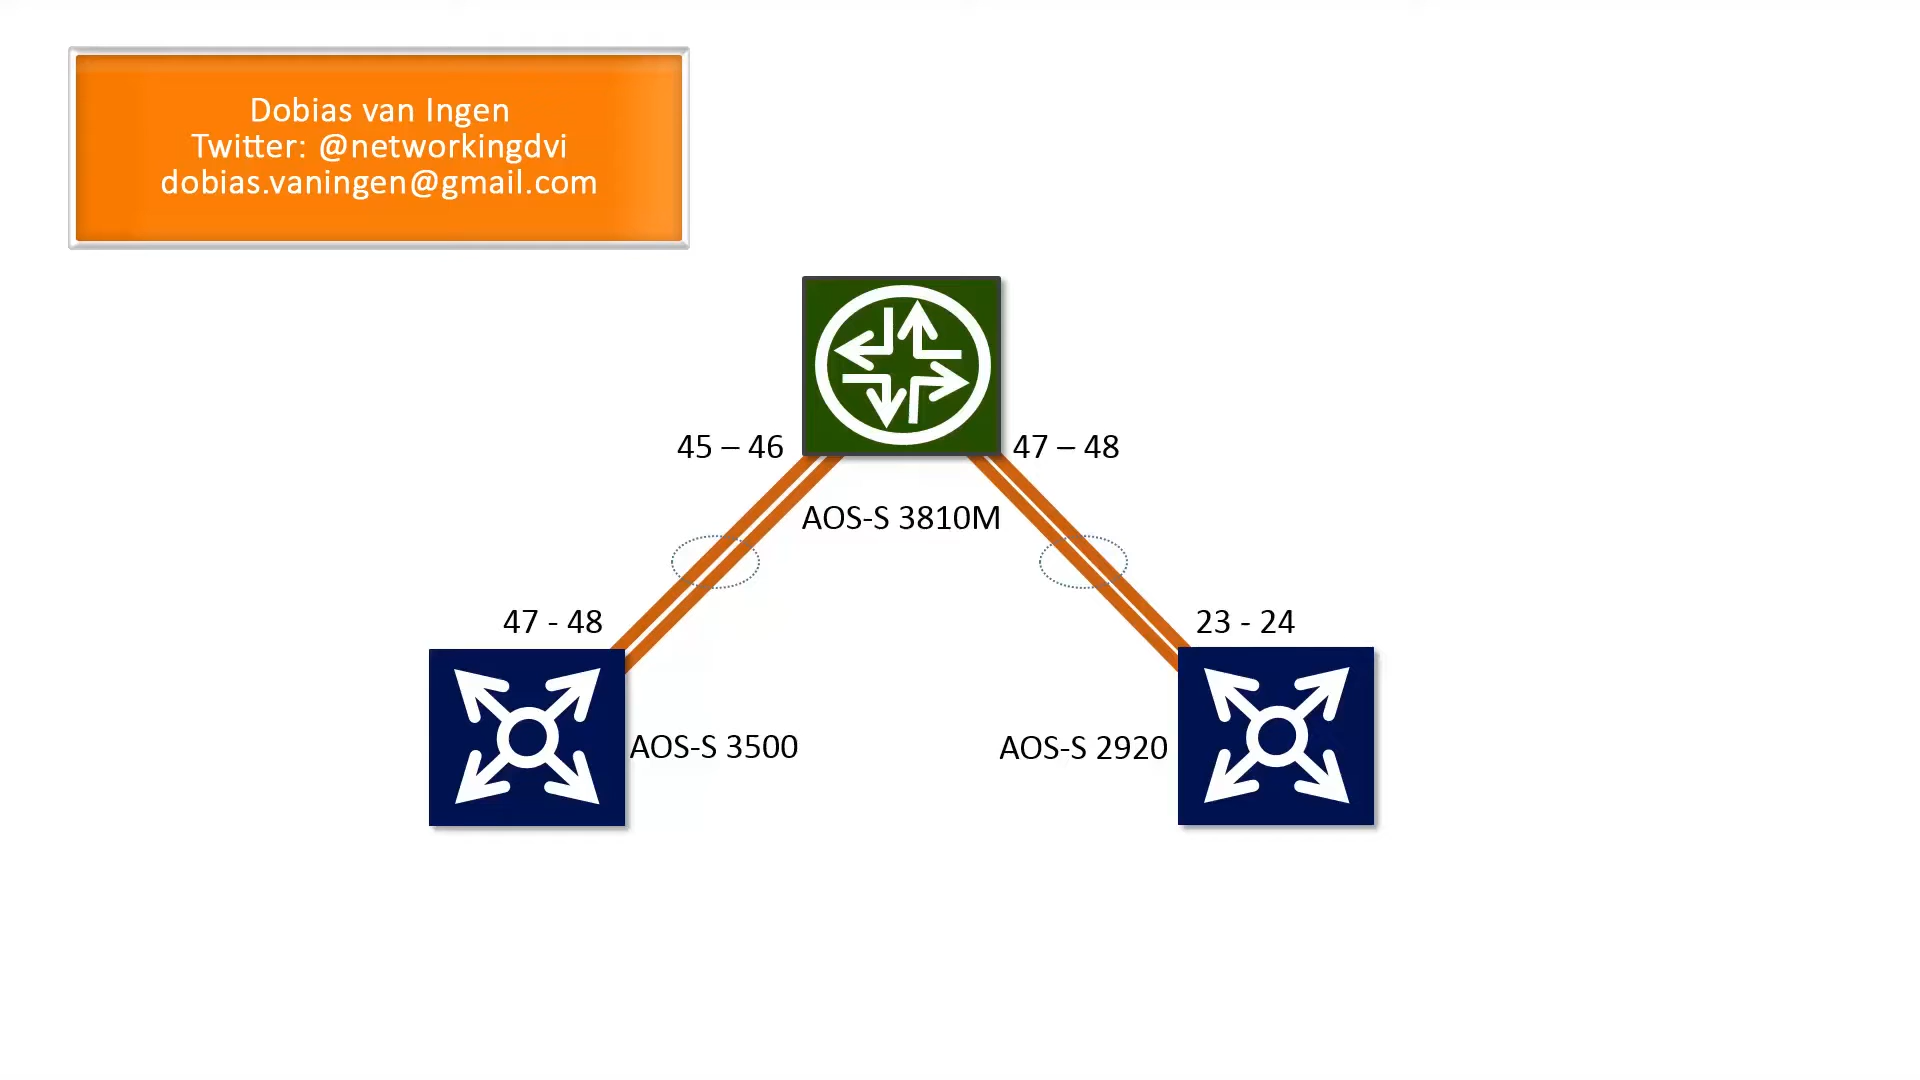 Dobias van Ingen
Twitter: @networkingdvi
dobias.vaningen@gmail.com
45 – 46
47 – 48
AOS-S 3810M
47 - 48
23 - 24
AOS-S 3500
AOS-S 2920